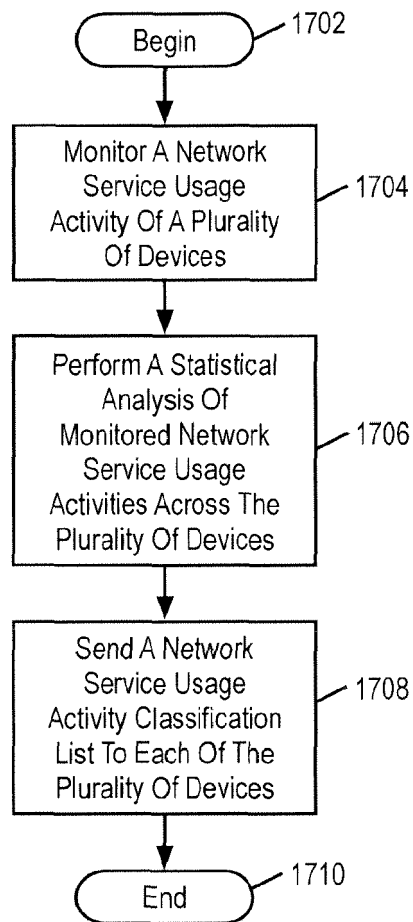 Begin
1702
Monitor A Network
Service Usage
Activity Of A Plurality
Of Devices
1704
Perform A Statistical
Analysis Of
Monitored Network
Service Usage
Activities Across The
Plurality Of Devices
1706
Send A Network
Service Usage
Activity Classification
List To Each Of The
Plurality Of Devices
1708
End
1710